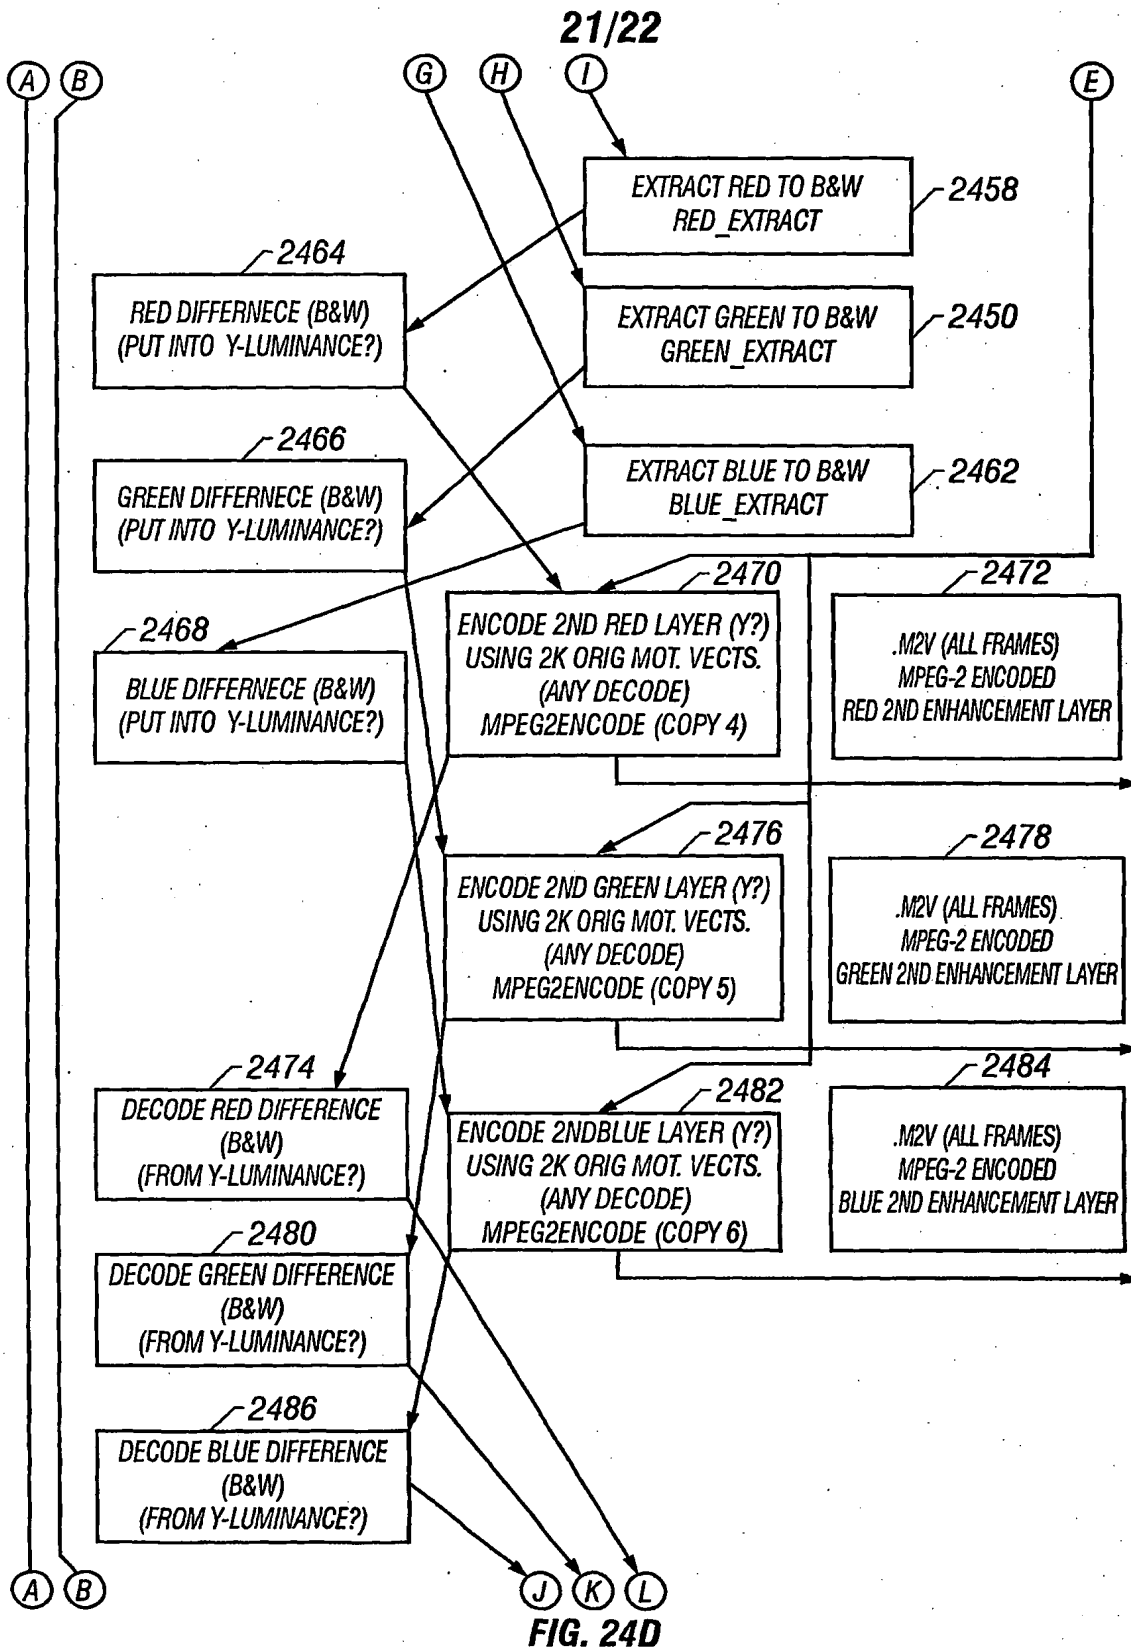 21/22
A
B
G
H
I
E
EXTRACT RED TO B&W
RED_EXTRACT
2458
2464
RED DIFFERNECE (B&W)
(PUT INTO Y-LUMINANCE?)
EXTRACT GREEN TO B&W
GREEN_EXTRACT
2450
2466
GREEN DIFFERNECE (B&W)
(PUT INTO Y-LUMINANCE?)
EXTRACT BLUE TO B&W
BLUE_EXTRACT
2462
2468
BLUE DIFFERNECE (B&W)
(PUT INTO Y-LUMINANCE?)
2470
ENCODE 2ND RED LAYER (Y?)
USING 2K ORIG MOT. VECTS.
(ANY DECODE)
MPEG2ENCODE (COPY 4)
2472
.M2V (ALL FRAMES)
MPEG-2 ENCODED
RED 2ND ENHANCEMENT LAYER
2476
ENCODE 2ND GREEN LAYER (Y?)
USING 2K ORIG MOT. VECTS.
(ANY DECODE)
MPEG2ENCODE (COPY 5)
2478
.M2V (ALL FRAMES)
MPEG-2 ENCODED
GREEN 2ND ENHANCEMENT LAYER
2474
DECODE RED DIFFERENCE
(B&W)
(FROM Y-LUMINANCE?)
2482
ENCODE 2NDBLUE LAYER (Y?)
USING 2K ORIG MOT. VECTS.
(ANY DECODE)
MPEG2ENCODE (COPY 6)
2484
.M2V (ALL FRAMES)
MPEG-2 ENCODED
BLUE 2ND ENHANCEMENT LAYER
2480
DECODE GREEN DIFFERENCE
(B&W)
(FROM Y-LUMINANCE?)
2486
DECODE BLUE DIFFERENCE
(B&W)
(FROM Y-LUMINANCE?)
A
B
J
K
L
FIG. 24D